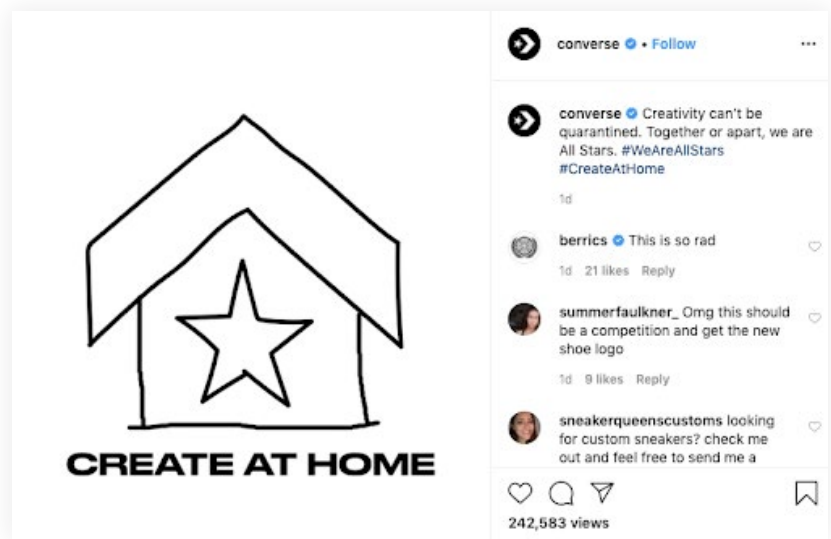 converse • Follow
converse Creativity can't be
quarantined. Together or apart, we are
All Stars. #WeAreAllStars
#CreateAtHome
1d
berrics This is so rad
1d 21 likes Reply
summerfaulkner_ Omg this should
be a competition and get the new
shoe logo
1d 9 likes Reply
sneakerqueenscustoms looking
for custom sneakers? check me
out and feel free to send me a
CREATE AT HOME
242,583 views